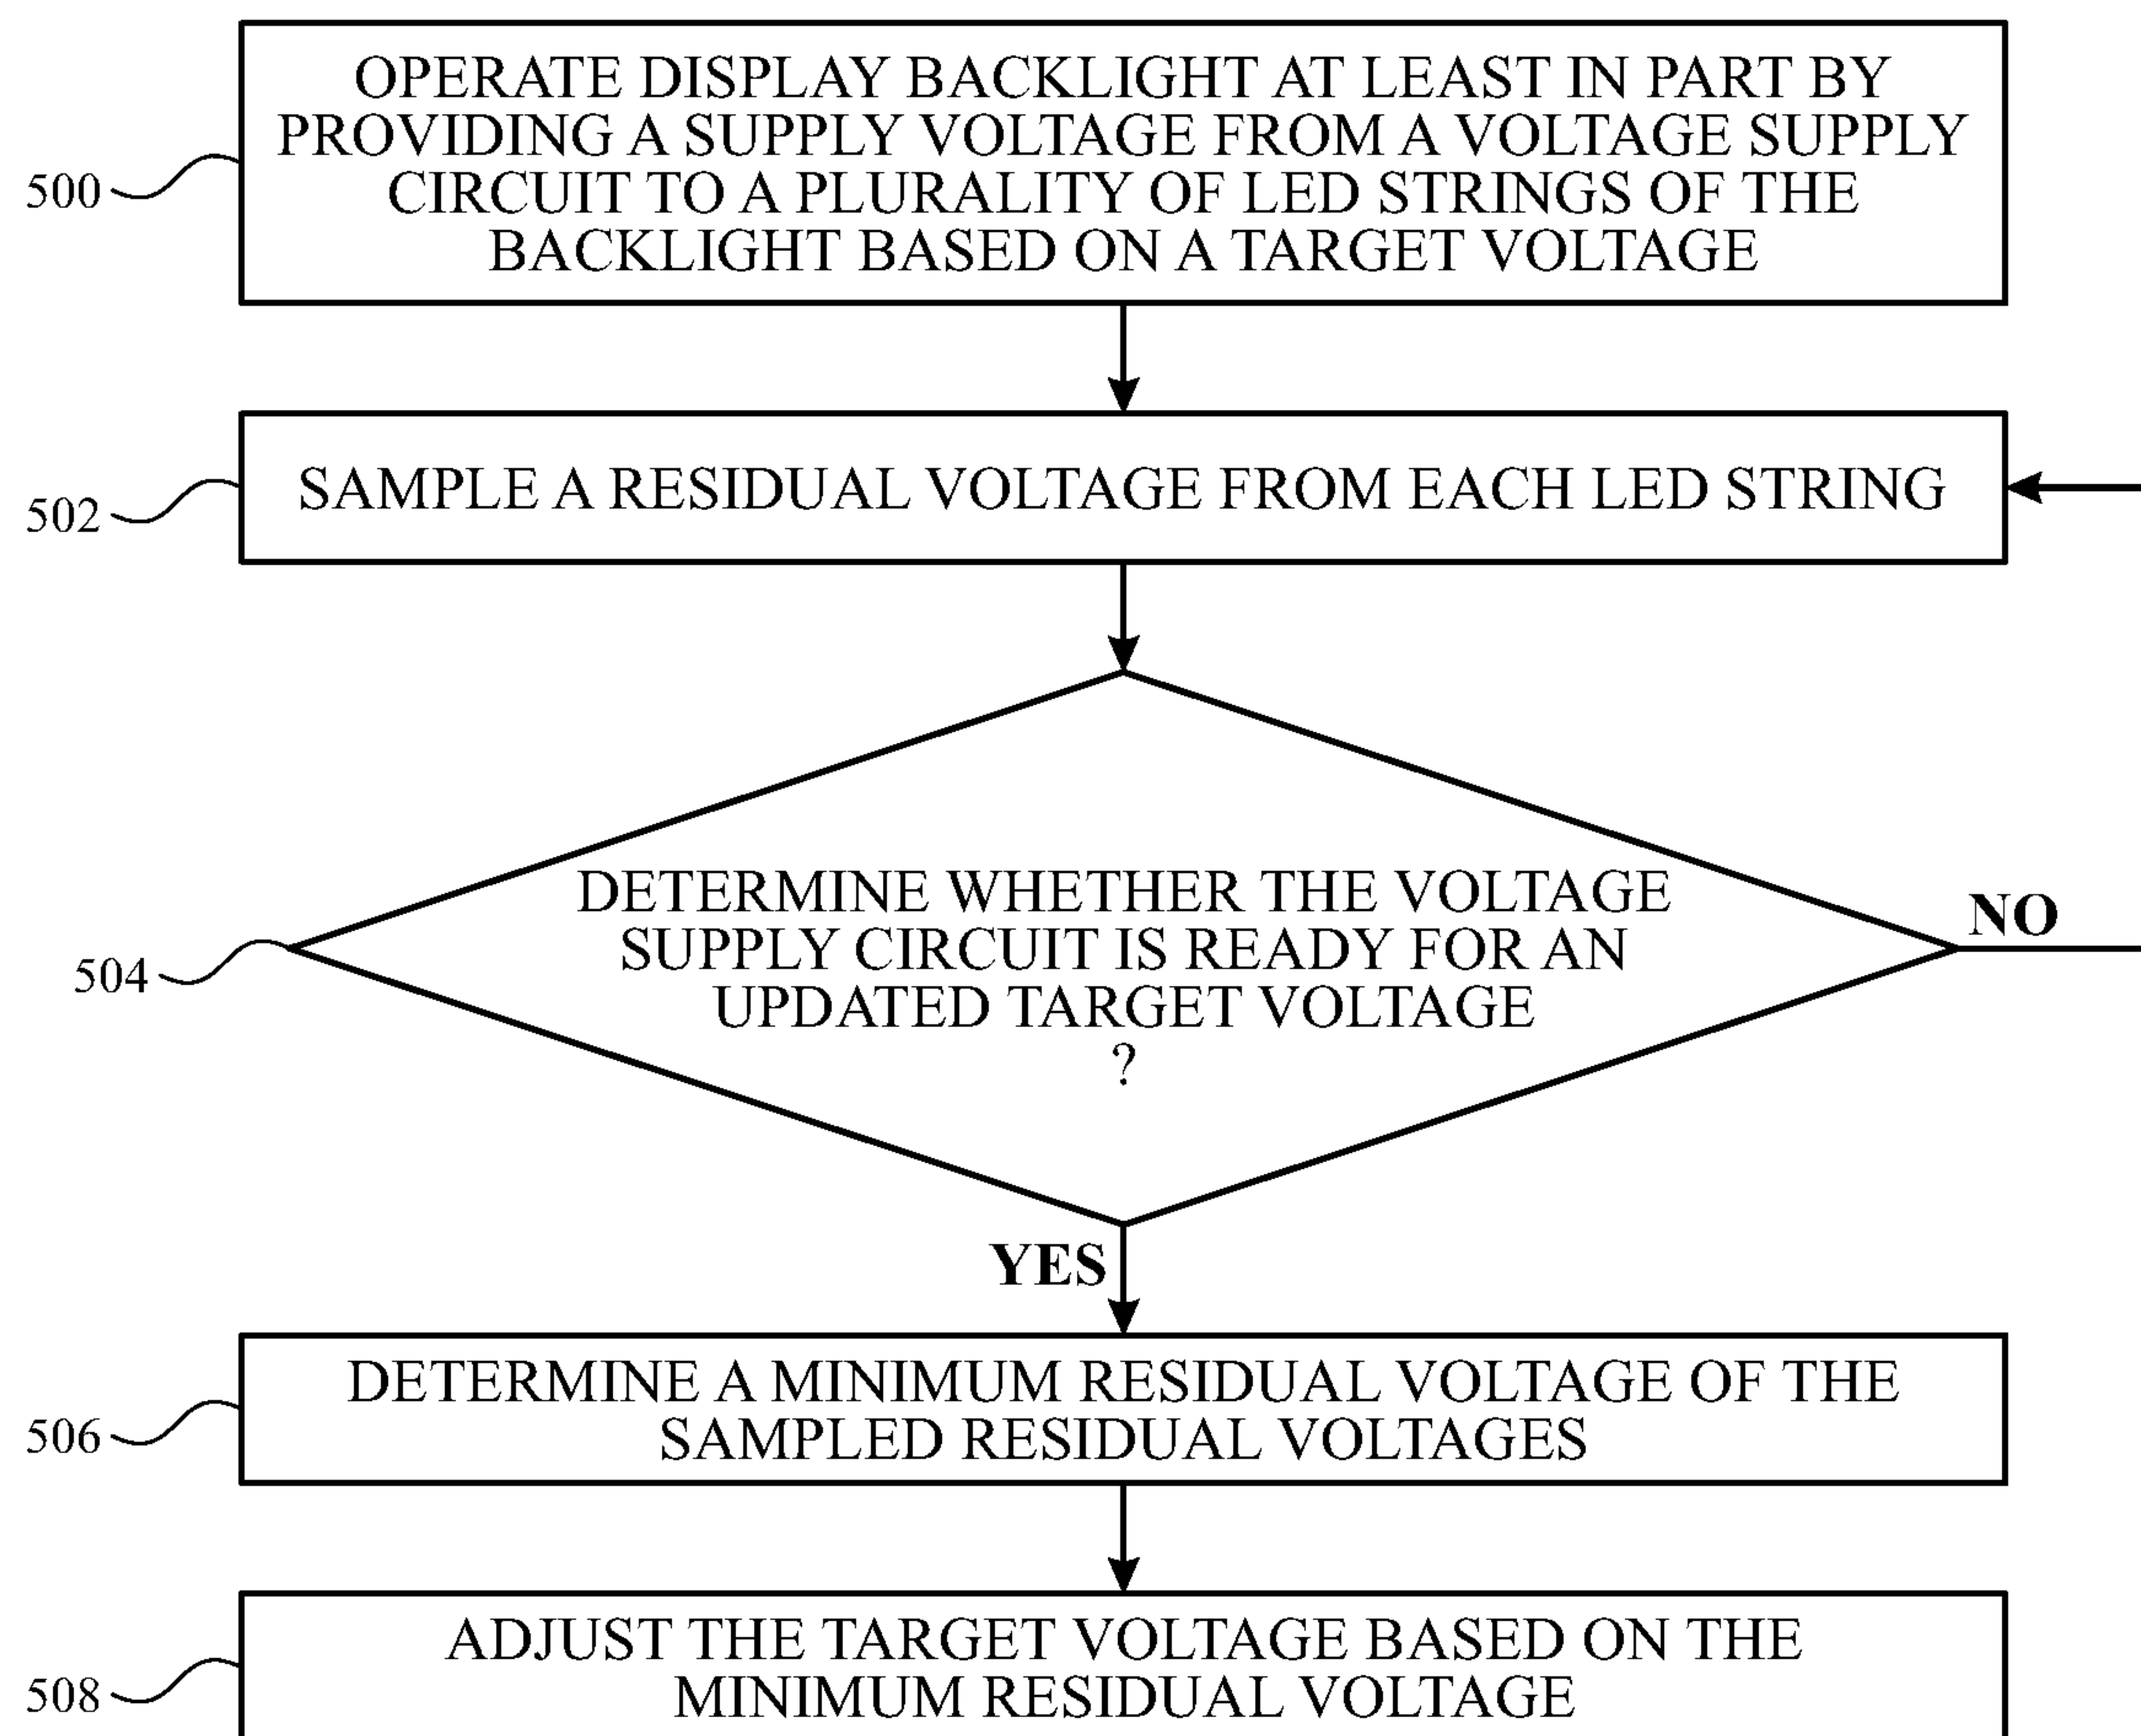 OPERATE DISPLAY BACKLIGHT AT LEAST IN PART BY
PROVIDING A SUPPLY VOLTAGE FROM A VOLTAGE SUPPLY
CIRCUIT TO A PLURALITY OF LED STRINGS OF THE
BACKLIGHT BASED ON A TARGET VOLTAGE
500
SAMPLE A RESIDUAL VOLTAGE FROM EACH LED STRING
502
DETERMINE WHETHER THE VOLTAGE
SUPPLY CIRCUIT IS READY FOR AN
UPDATED TARGET VOLTAGE
?
NO
504
YES
DETERMINE A MINIMUM RESIDUAL VOLTAGE OF THE
SAMPLED RESIDUAL VOLTAGES
506
ADJUST THE TARGET VOLTAGE BASED ON THE
MINIMUM RESIDUAL VOLTAGE
508